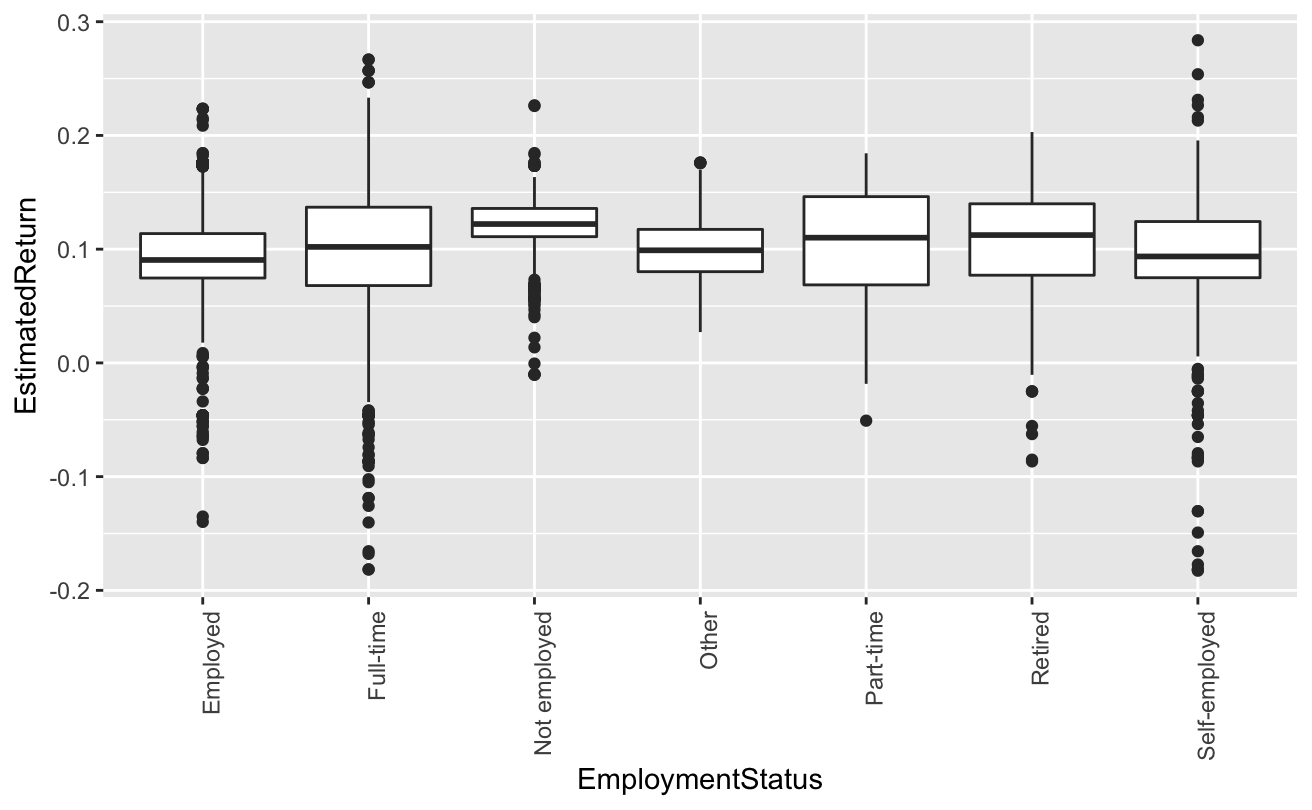 EstimatedReturn
0.3
0.2
0.1
0.0
-0.1
-0.2
Employed
Full-time
Not employed
Other
Part-time
Retired
Self-employed
EmploymentStatus